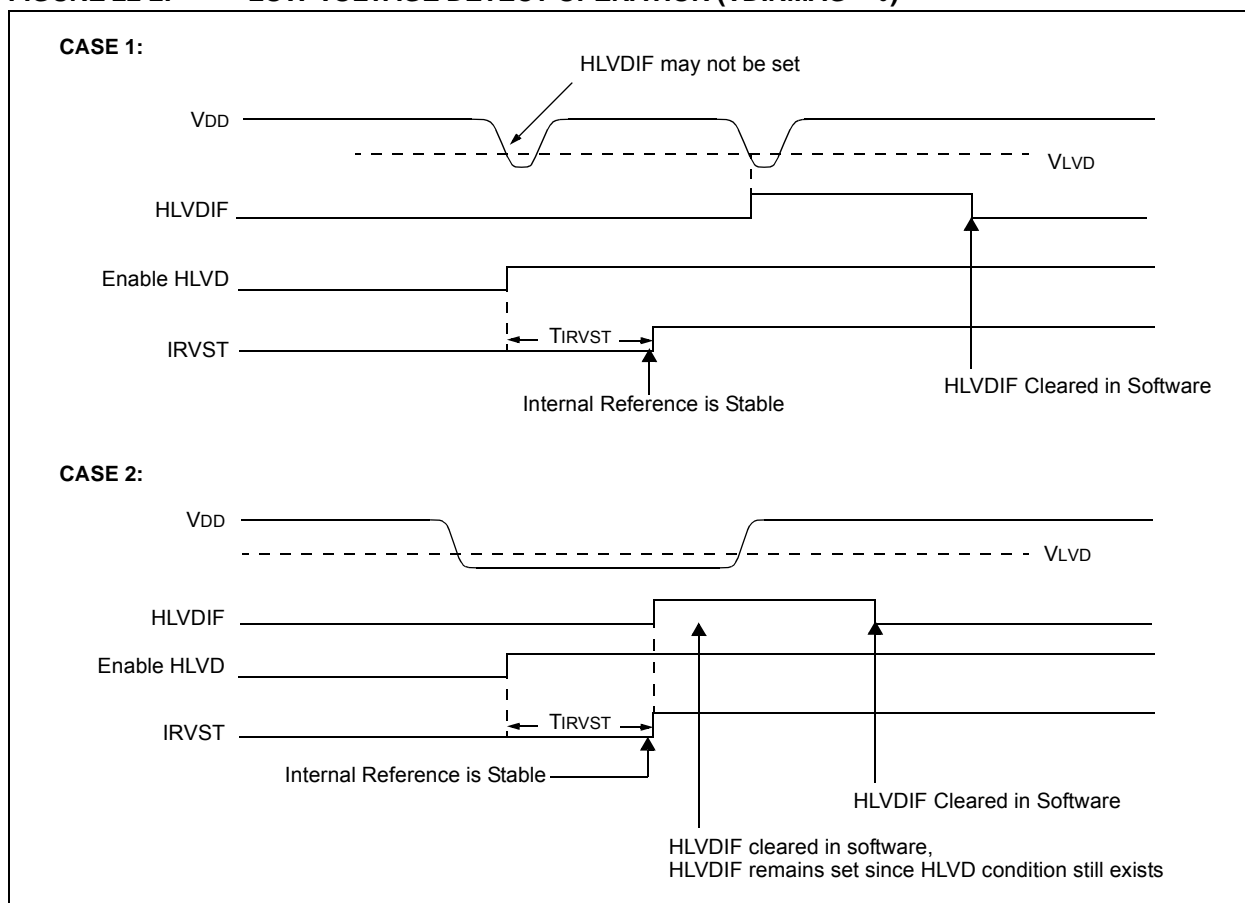 CASE 1:
HLVDIF may not be set
VDD
VLVD
HLVDIF
Enable HLVD
TIRVST
IRVST
Internal Reference is Stable
HLVDIF Cleared in Software
CASE 2:
VDD
VLVD
HLVDIF
Enable HLVD
TIRVST
IRVST
Internal Reference is Stable
HLVDIF Cleared in Software
HLVDIF cleared in software,
HLVDIF remains set since HLVD condition still exists